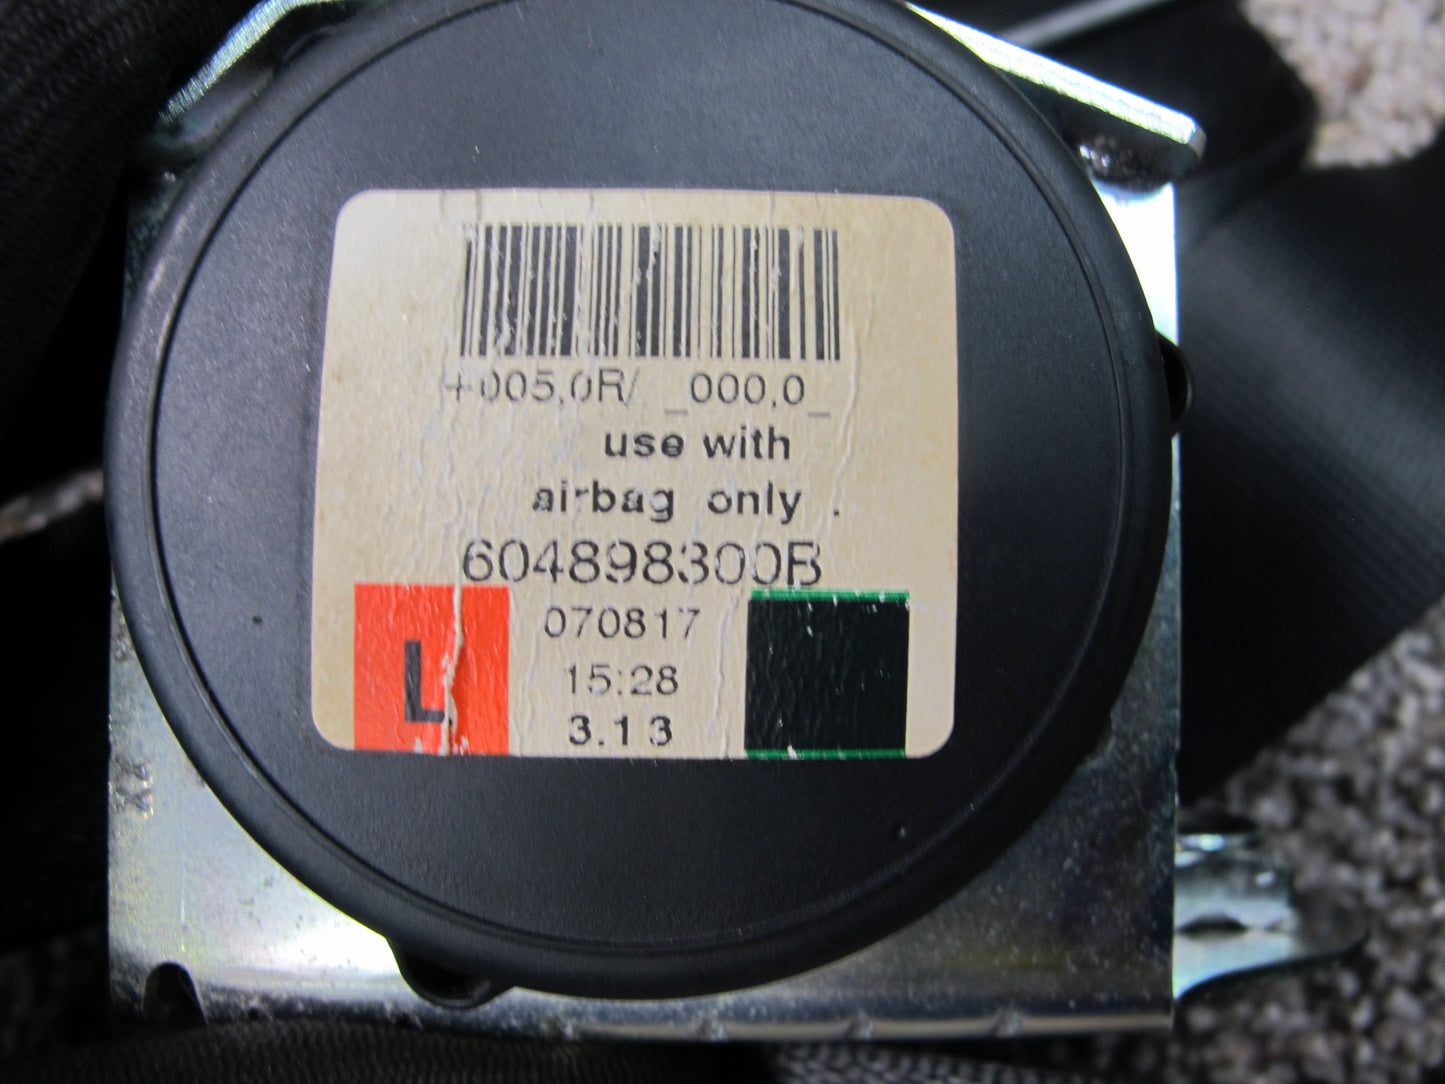 +005,0R/ _000,0_
use with
airbag only .
604898300B
L
070817
15:28
3.13